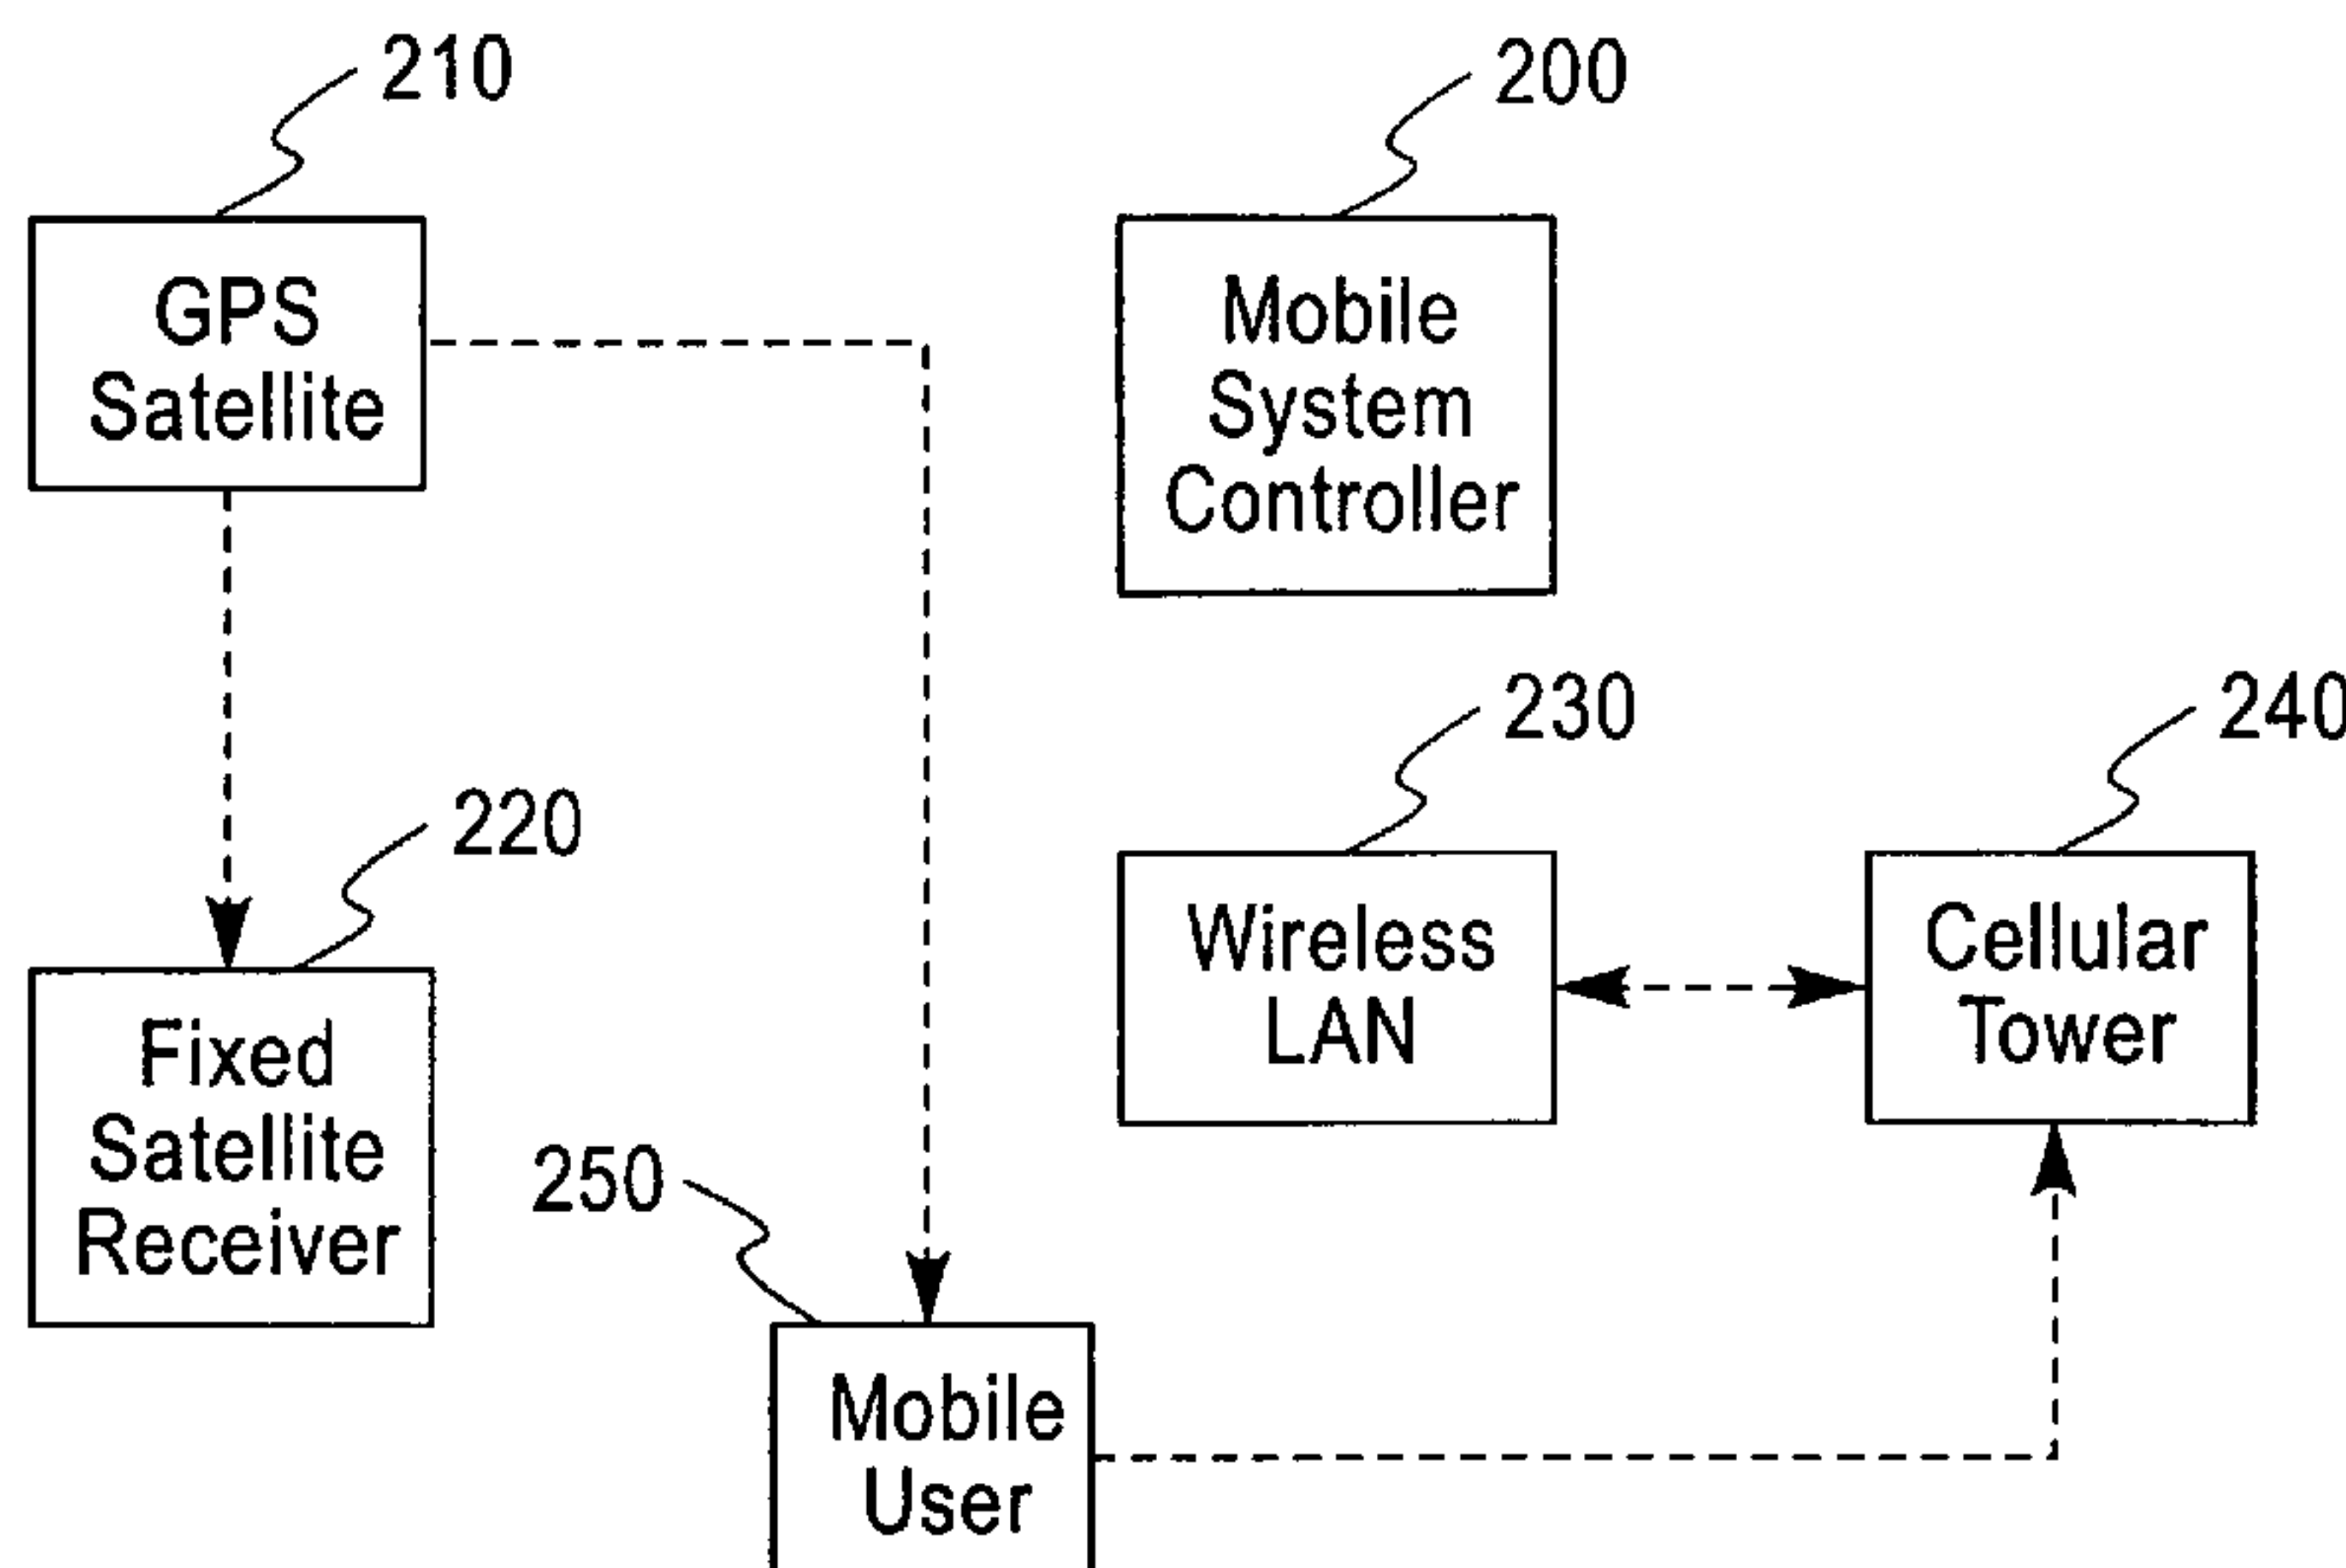 210
200
GPS
Satellite
Mobile
System
Controller
230
240
220
Wireless
LAN
Cellular
Tower
Fixed
Satellite
Receiver
250
Mobile
User